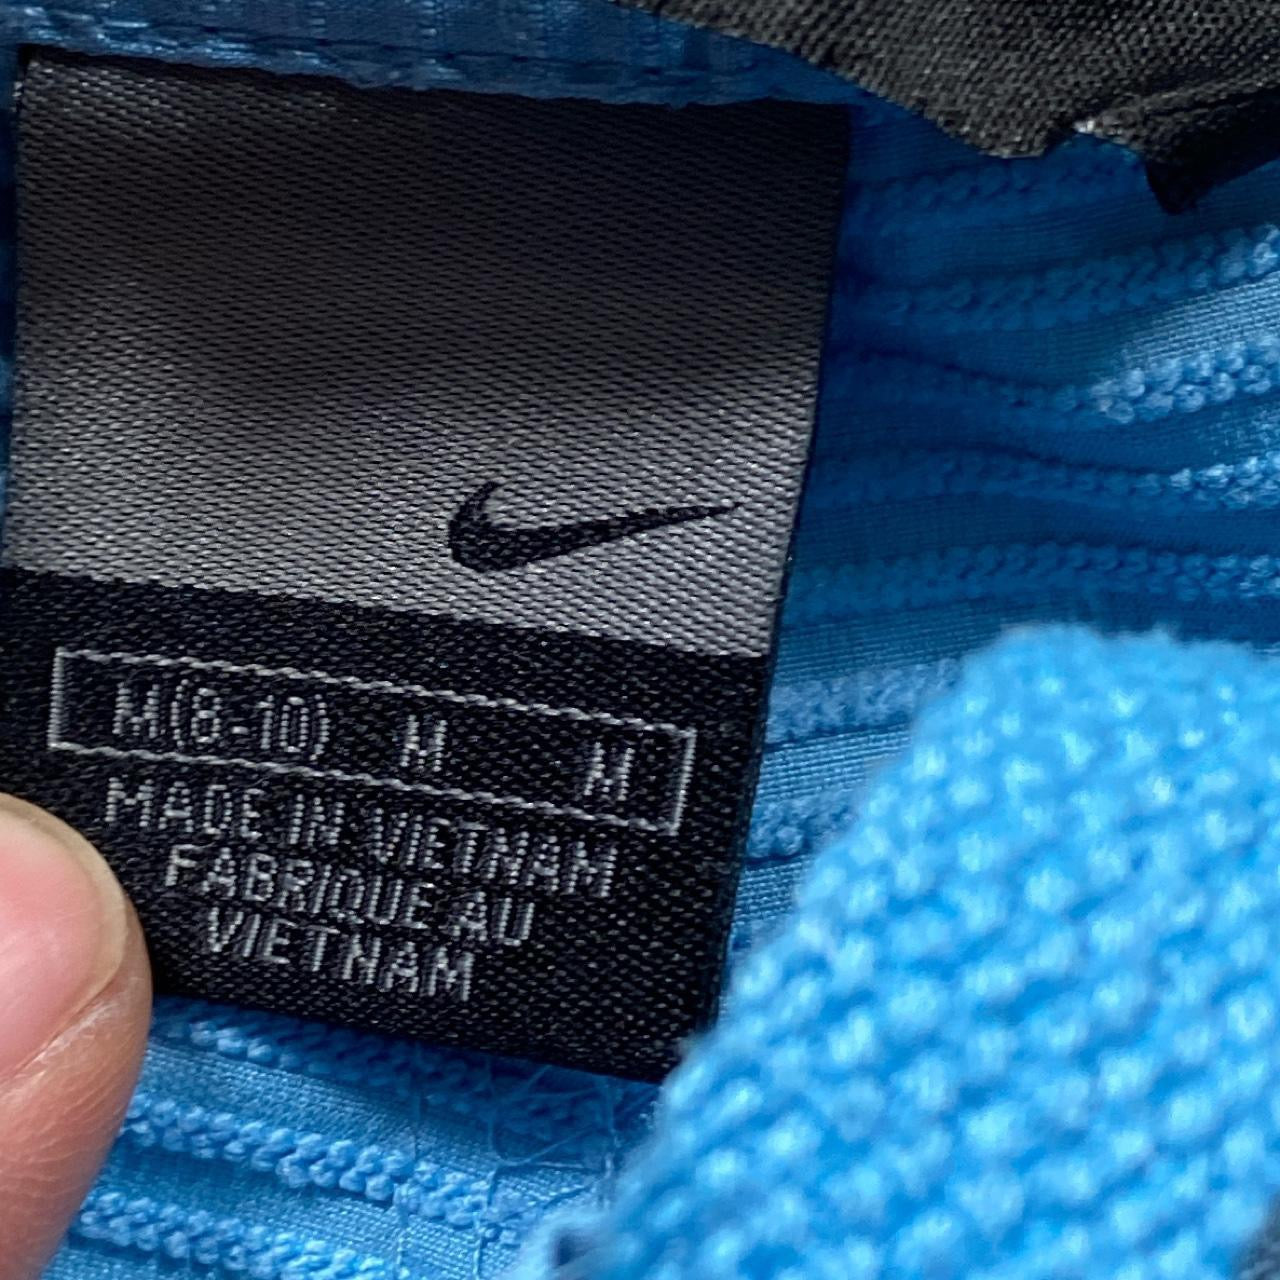 M(8-10) M M
MADE IN VIETNAM
FABRIQUE AU
VIETNAM